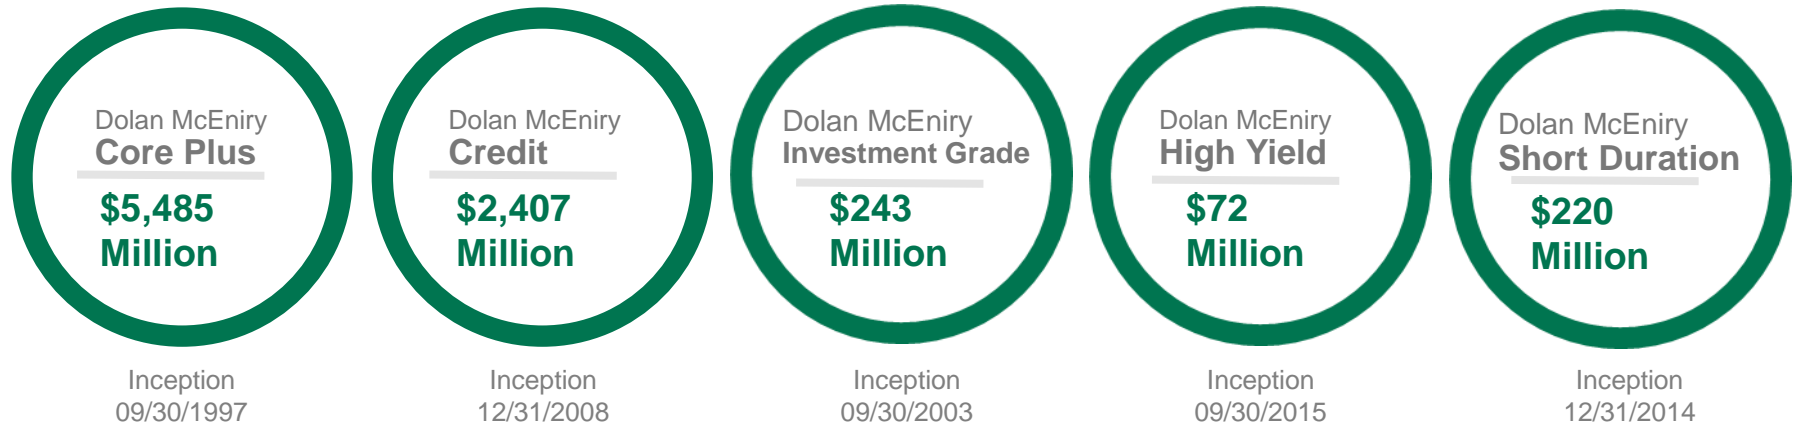 Dolan McEniry
Core Plus
$5,485
Million
Inception
09/30/1997
Dolan McEniry
Credit
$2,407
Million
Inception
12/31/2008
Dolan McEniry
Investment Grade
$243
Million
Inception
09/30/2003
Dolan McEniry
High Yield
$72
Million
Inception
09/30/2015
Dolan McEniry
Short Duration
$220
Million
Inception
12/31/2014